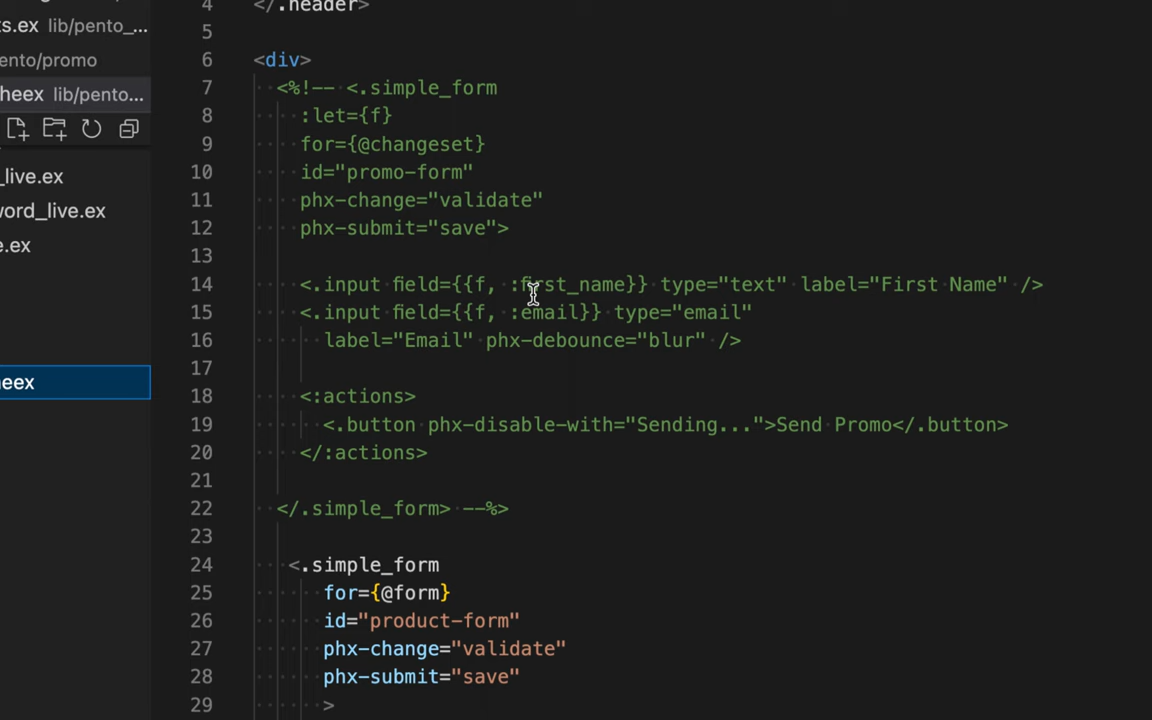 ts.ex lib/pento_...
ento/promo
heex lib/pento...
_live.ex
vord_live.ex
e.ex
heex
4 </.header>
5
6 <div>
7 <%!-- <.simple_form
8 :let={f}
9 for={@changeset}
10 id="promo-form"
11 phx-change="validate"
12 phx-submit="save">
13
14 <.input field={{f, :first_name}} type="text" label="First Name" />
15 <.input field={{f, :email}} type="email"
16 label="Email" phx-debounce="blur" />
17
18 <:actions>
19 <.button phx-disable-with="Sending...">Send Promo</.button>
20 </:actions>
21
22 </.simple_form> --%>
23
24 <.simple_form
25 for={@form}
26 id="product-form"
27 phx-change="validate"
28 phx-submit="save"
29 >